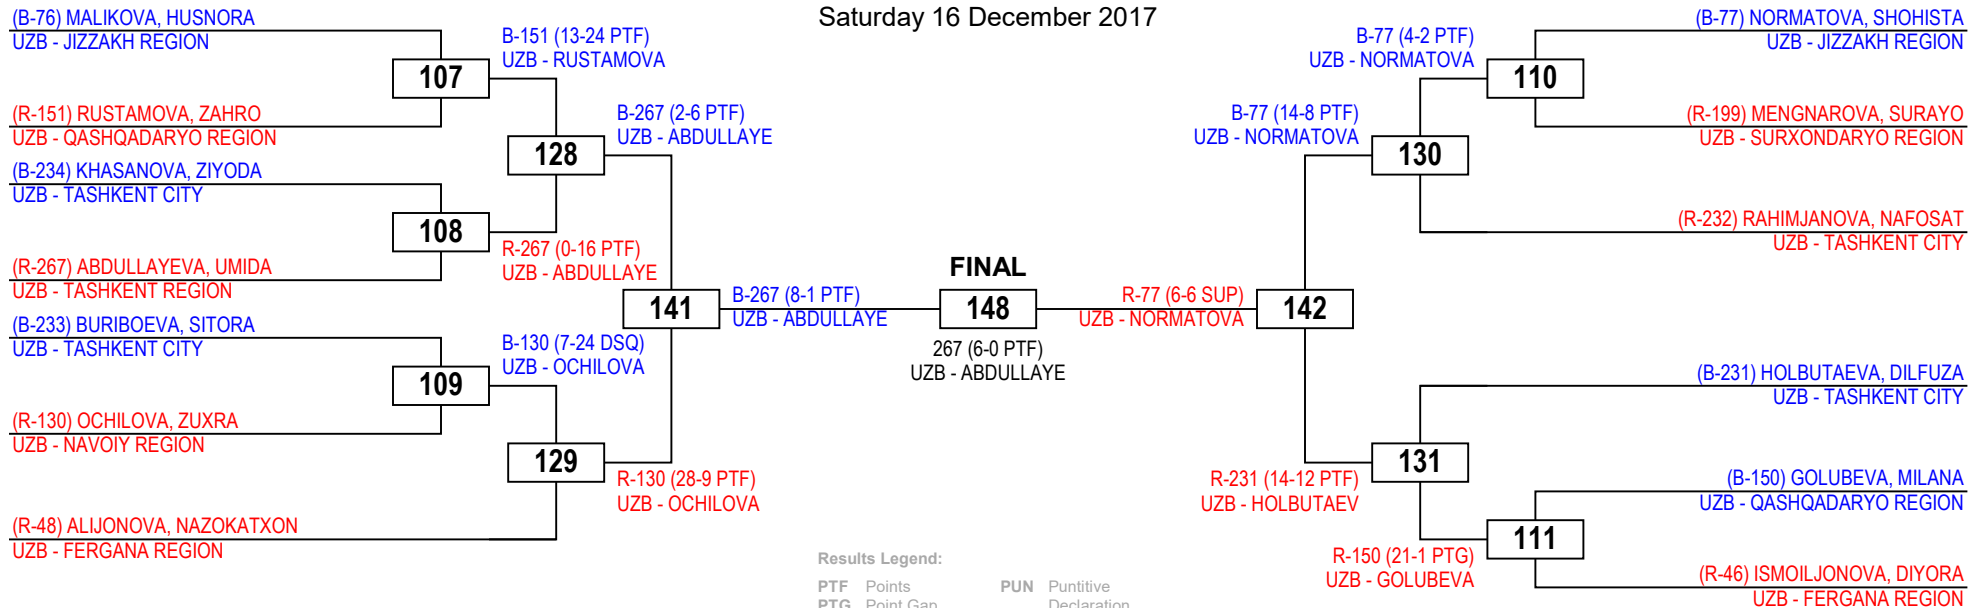 Saturday 16 December 2017
(B-76) MALIKOVA, HUSNORA
UZB - JIZZAKH REGION
107
(R-151) RUSTAMOVA, ZAHRO
UZB - QASHQADARYO REGION
(B-234) KHASANOVA, ZIYODA
UZB - TASHKENT CITY
108
(R-267) ABDULLAYEVA, UMIDA
UZB - TASHKENT REGION
(B-233) BURIBOEVA, SITORA
UZB - TASHKENT CITY
109
(R-130) OCHILOVA, ZUXRA
UZB - NAVOIY REGION
(R-48) ALIJONOVA, NAZOKATXON
UZB - FERGANA REGION
B-151 (13-24 PTF)
UZB - RUSTAMOVA
128
R-267 (0-16 PTF)
UZB - ABDULLAYE
B-130 (7-24 DSQ)
UZB - OCHILOVA
129
B-267 (2-6 PTF)
UZB - ABDULLAYE
141
R-130 (28-9 PTF)
UZB - OCHILOVA
B-267 (8-1 PTF)
UZB - ABDULLAYE
FINAL
148
267 (6-0 PTF)
UZB - ABDULLAYE
R-77 (6-6 SUP)
UZB - NORMATOVA
142
B-77 (14-8 PTF)
UZB - NORMATOVA
130
R-231 (14-12 PTF)
UZB - HOLBUTAEV
131
B-77 (4-2 PTF)
UZB - NORMATOVA
110
R-150 (21-1 PTG)
UZB - GOLUBEVA
111
(B-77) NORMATOVA, SHOHISTA
UZB - JIZZAKH REGION
(R-199) MENGNAROVA, SURAYO
UZB - SURXONDARYO REGION
(R-232) RAHIMJANOVA, NAFOSAT
UZB - TASHKENT CITY
(B-231) HOLBUTAEVA, DILFUZA
UZB - TASHKENT CITY
(B-150) GOLUBEVA, MILANA
UZB - QASHQADARYO REGION
(R-46) ISMOILJONOVA, DIYORA
UZB - FERGANA REGION
Results Legend:
PTF Points PUN Puntitive
PTG Point Gap Declaration